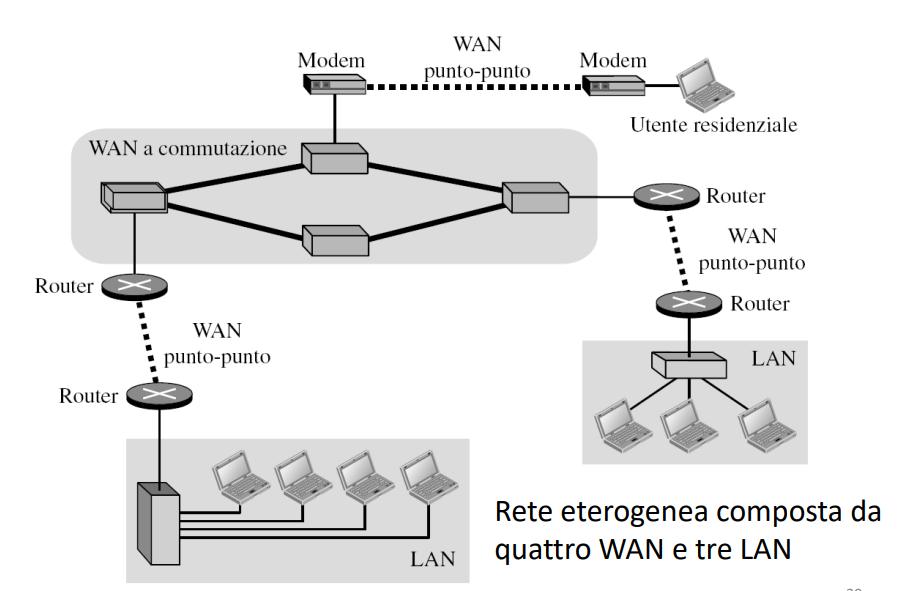 WAN
punto-punto
Modem
Modem
Utente residenziale
WAN a commutazione
Router
WAN
punto-punto
Router
Router
WAN
punto-punto
Router
LAN
LAN
Rete eterogenea composta da
quattro WAN e tre LAN